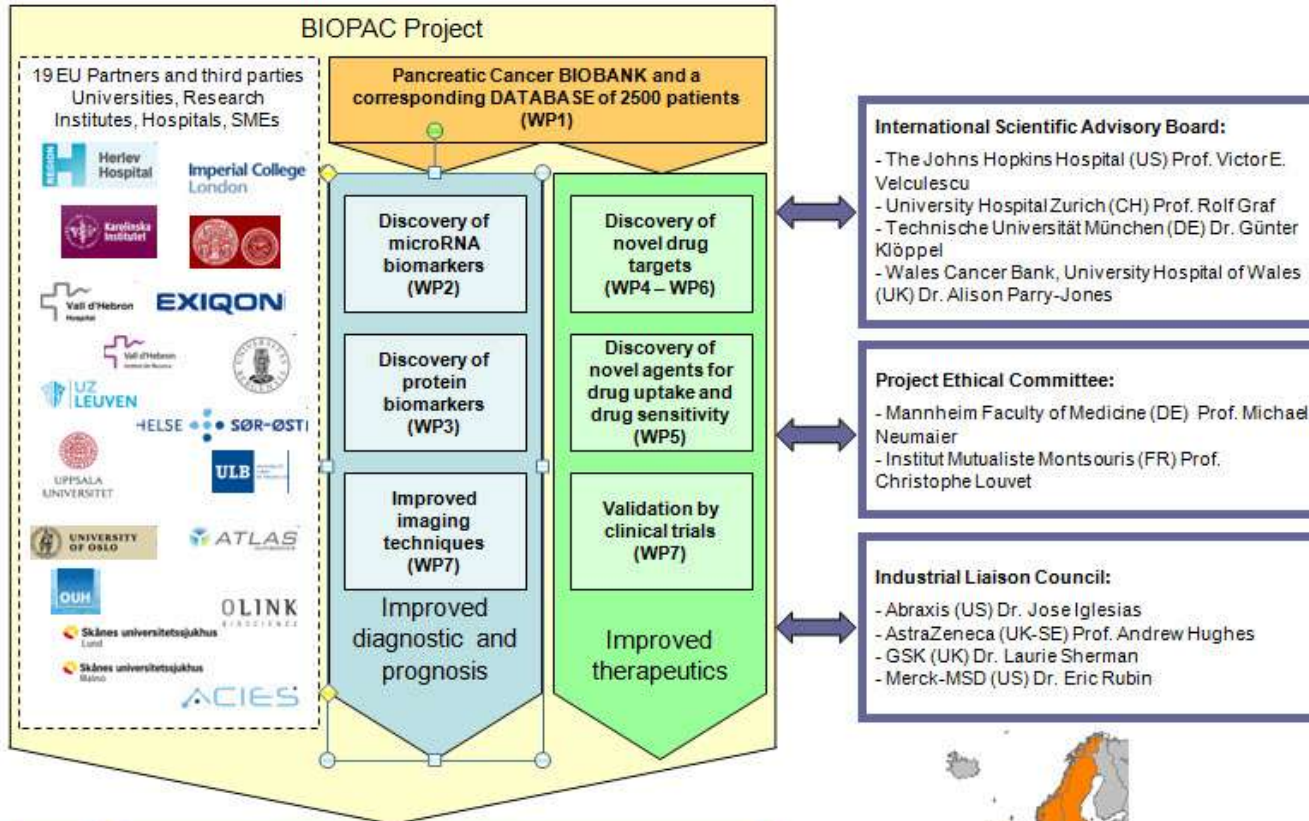 BIOPAC Project
19 EU Partners and third parties
Universities, Research
Institutes, Hospitals, SMEs
REGION
Herlev
Hospital
Imperial College
London
Karolinska
Institutet
Vall d'Hebron
Hospital
EXIQON
Vall d'Hebron
Institut de Recerca
UZ
LEUVEN
HELSE SØR-ØST
UPPSALA
UNIVERSITET
ULB
UNIVERSITY
OF OSLO
ATLAS
OUH
OLINK
BIOSCIENCE
Skånes universitetssjukhus
Lund
Skånes universitetssjukhus
Malmö
ACIES
Pancreatic Cancer BIOBANK and a
corresponding DATABASE of 2500 patients
(WP1)
Discovery of
microRNA
biomarkers
(WP2)
Discovery of
protein
biomarkers
(WP3)
Improved
imaging
techniques
(WP7)
Improved
diagnostic and
prognosis
Discovery of
novel drug
targets
(WP4 – WP6)
Discovery of
novel agents for
drug uptake and
drug sensitivity
(WP5)
Validation by
clinical trials
(WP7)
Improved
therapeutics
International Scientific Advisory Board:
- The Johns Hopkins Hospital (US) Prof. Victor E.
Velculescu
- University Hospital Zurich (CH) Prof. Rolf Graf
- Technische Universität München (DE) Dr. Günter
Klöppel
- Wales Cancer Bank, University Hospital of Wales
(UK) Dr. Alison Parry-Jones
Project Ethical Committee:
- Mannheim Faculty of Medicine (DE) Prof. Michael
Neumaier
- Institut Mutualiste Montsouris (FR) Prof.
Christophe Louvet
Industrial Liaison Council:
- Abraxis (US) Dr. Jose Iglesias
- AstraZeneca (UK-SE) Prof. Andrew Hughes
- GSK (UK) Dr. Laurie Sherman
- Merck-MSD (US) Dr. Eric Rubin